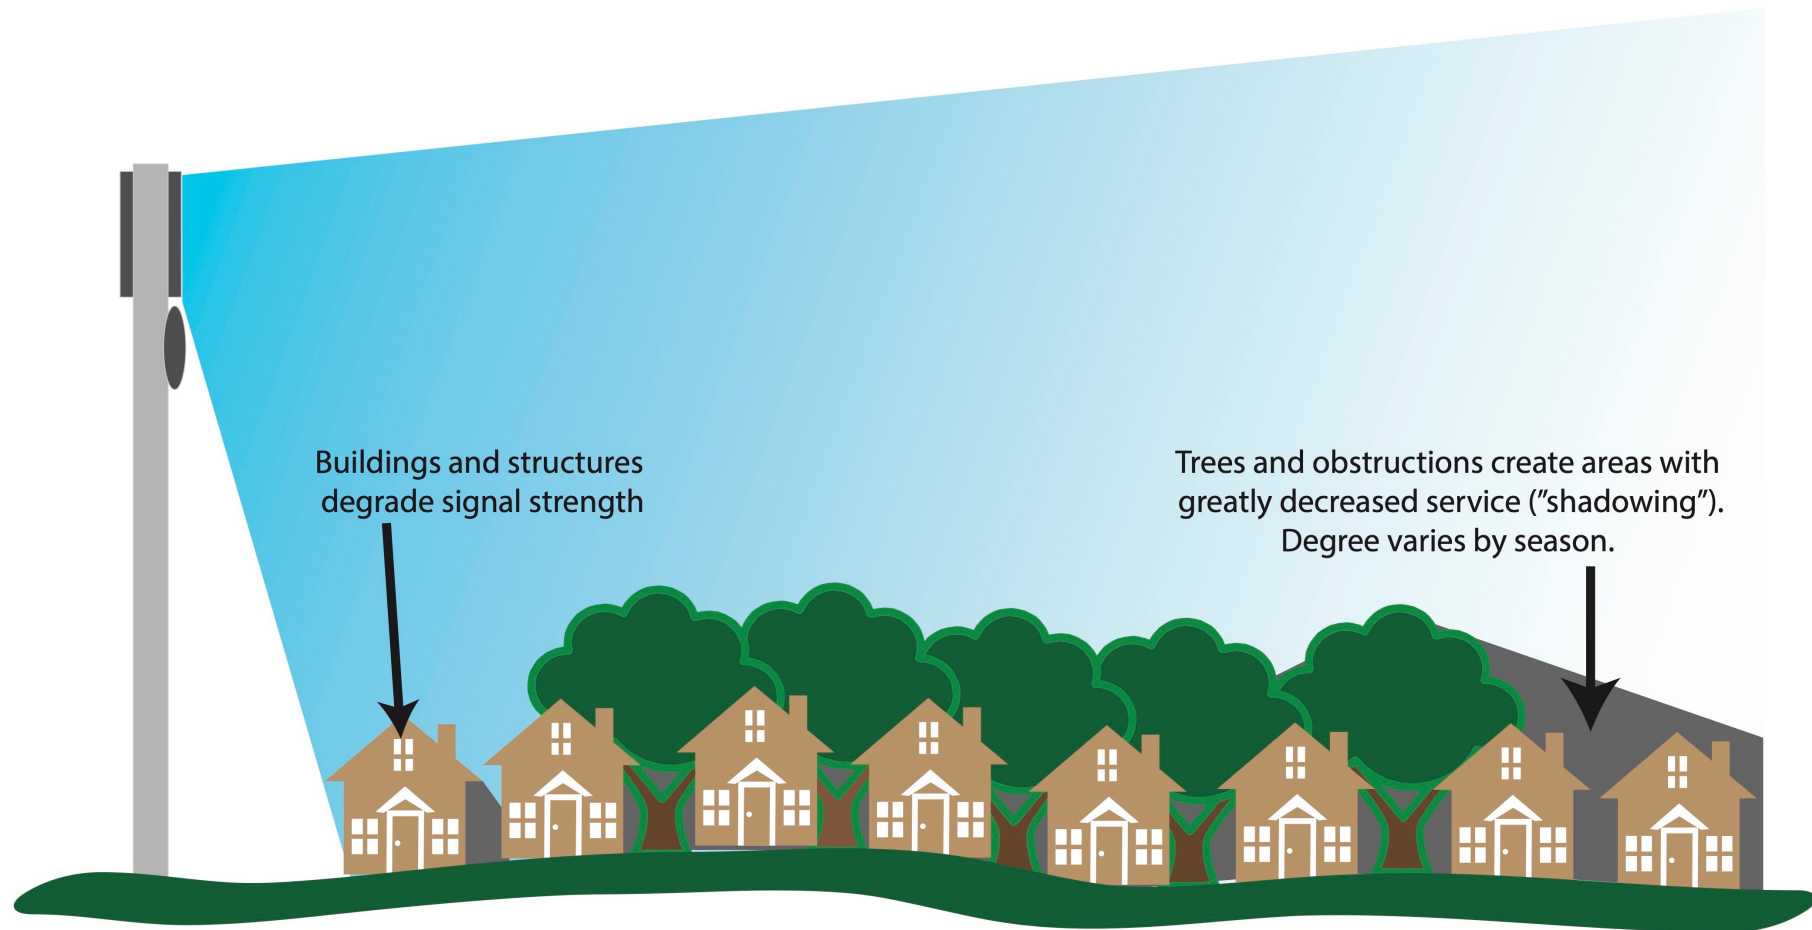 Buildings and structures
degrade signal strength
Trees and obstructions create areas with
greatly decreased service ("shadowing").
Degree varies by season.